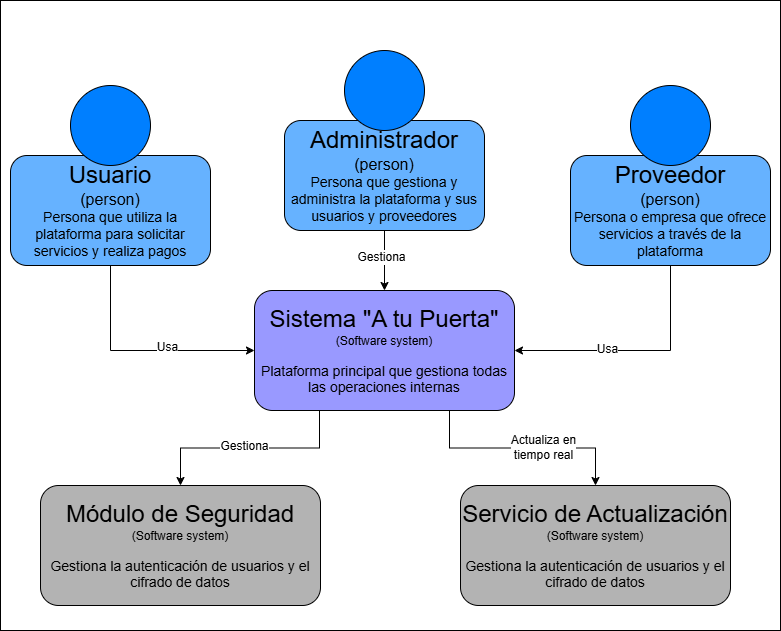 Administrador
(person)
Persona que gestiona y
administra la plataforma y sus
usuarios y proveedores
Usuario
(person)
Persona que utiliza la
plataforma para solicitar
servicios y realiza pagos
Proveedor
(person)
Persona o empresa que ofrece
servicios a través de la
plataforma
Gestiona
Usa
Usa
Sistema "A tu Puerta"
(Software system)
Plataforma principal que gestiona todas
las operaciones internas
Gestiona
Actualiza en
tiempo real
Módulo de Seguridad
(Software system)
Gestiona la autenticación de usuarios y el
cifrado de datos
Servicio de Actualización
(Software system)
Gestiona la autenticación de usuarios y el
cifrado de datos